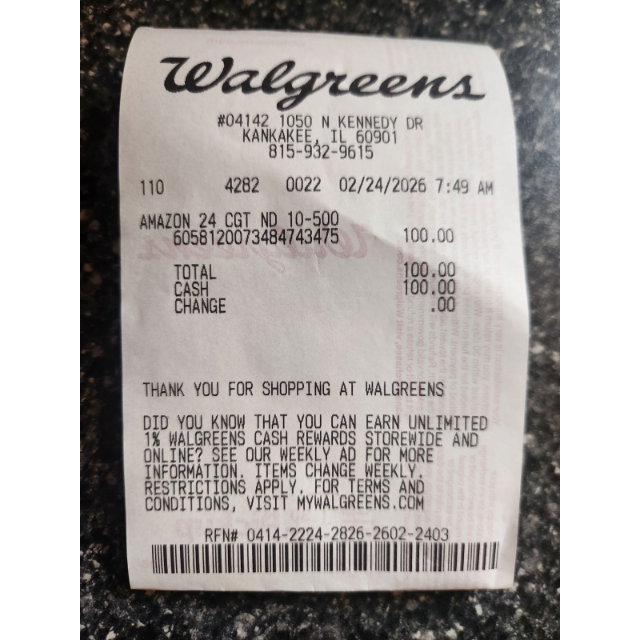 Walgreens
#04142 1050 N KENNEDY DR
KANKAKEE, IL 60901
815-932-9615
110 4282 0022 02/24/2026 7:49 AM
AMAZON 24 CGT ND 10-500
6058120073484743475 100.00
TOTAL 100.00
CASH 100.00
CHANGE .00
THANK YOU FOR SHOPPING AT WALGREENS
DID YOU KNOW THAT YOU CAN EARN UNLIMITED
1% WALGREENS CASH REWARDS STOREWIDE AND
ONLINE? SEE OUR WEEKLY AD FOR MORE
INFORMATION. ITEMS CHANGE WEEKLY.
RESTRICTIONS APPLY. FOR TERMS AND
CONDITIONS, VISIT MYWALGREENS.COM
RFN# 0414-2224-2826-2602-2403